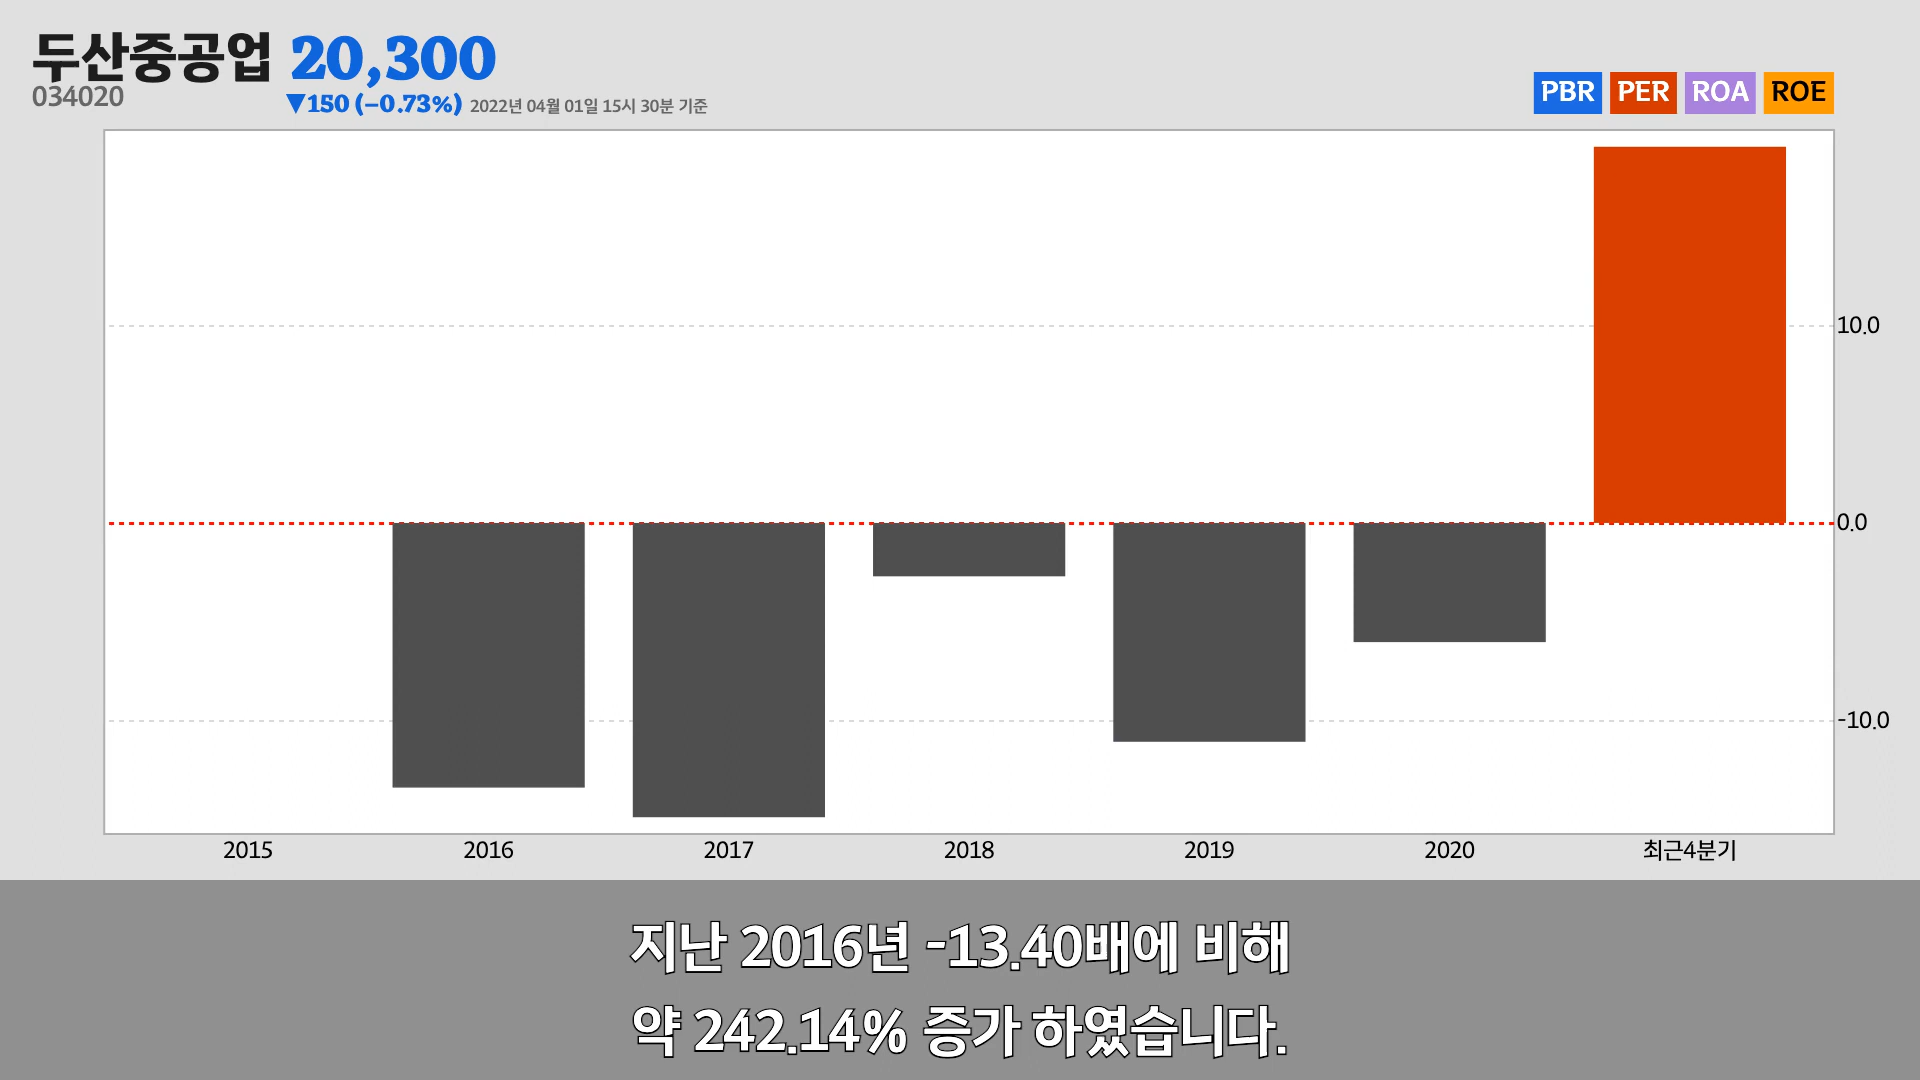 두산중공업 20,300
034020 ▼150 (−0.73%) 2022년 04월 01일 15시 30분 기준
PBR PER ROA ROE
10.0
0.0
-10.0
2015 2016 2017 2018 2019 2020 최근4분기
지난 2016년 -13.40배에 비해
약 242.14% 증가 하였습니다.